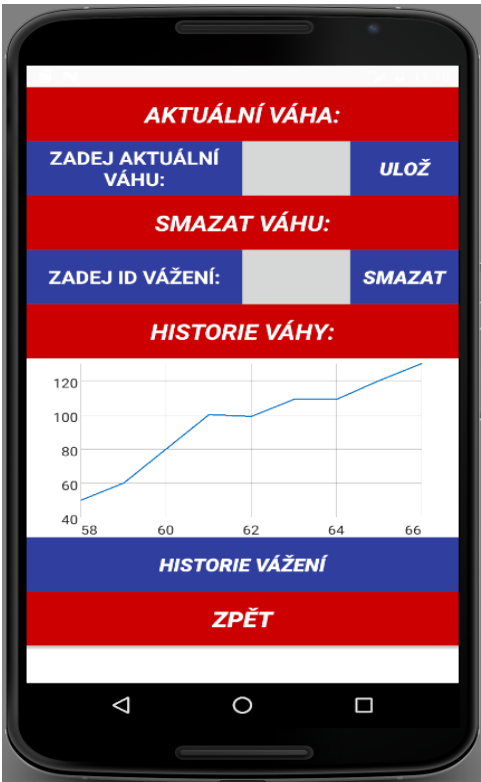 AKTUÁLNÍ VÁHA:
ZADEJ AKTUÁLNÍ
VÁHU:
ULOŽ
SMAZAT VÁHU:
ZADEJ ID VÁŽENÍ:
SMAZAT
HISTORIE VÁHY:
120
100
80
60
40
58
60
62
64
66
HISTORIE VÁŽENÍ
ZPĚT